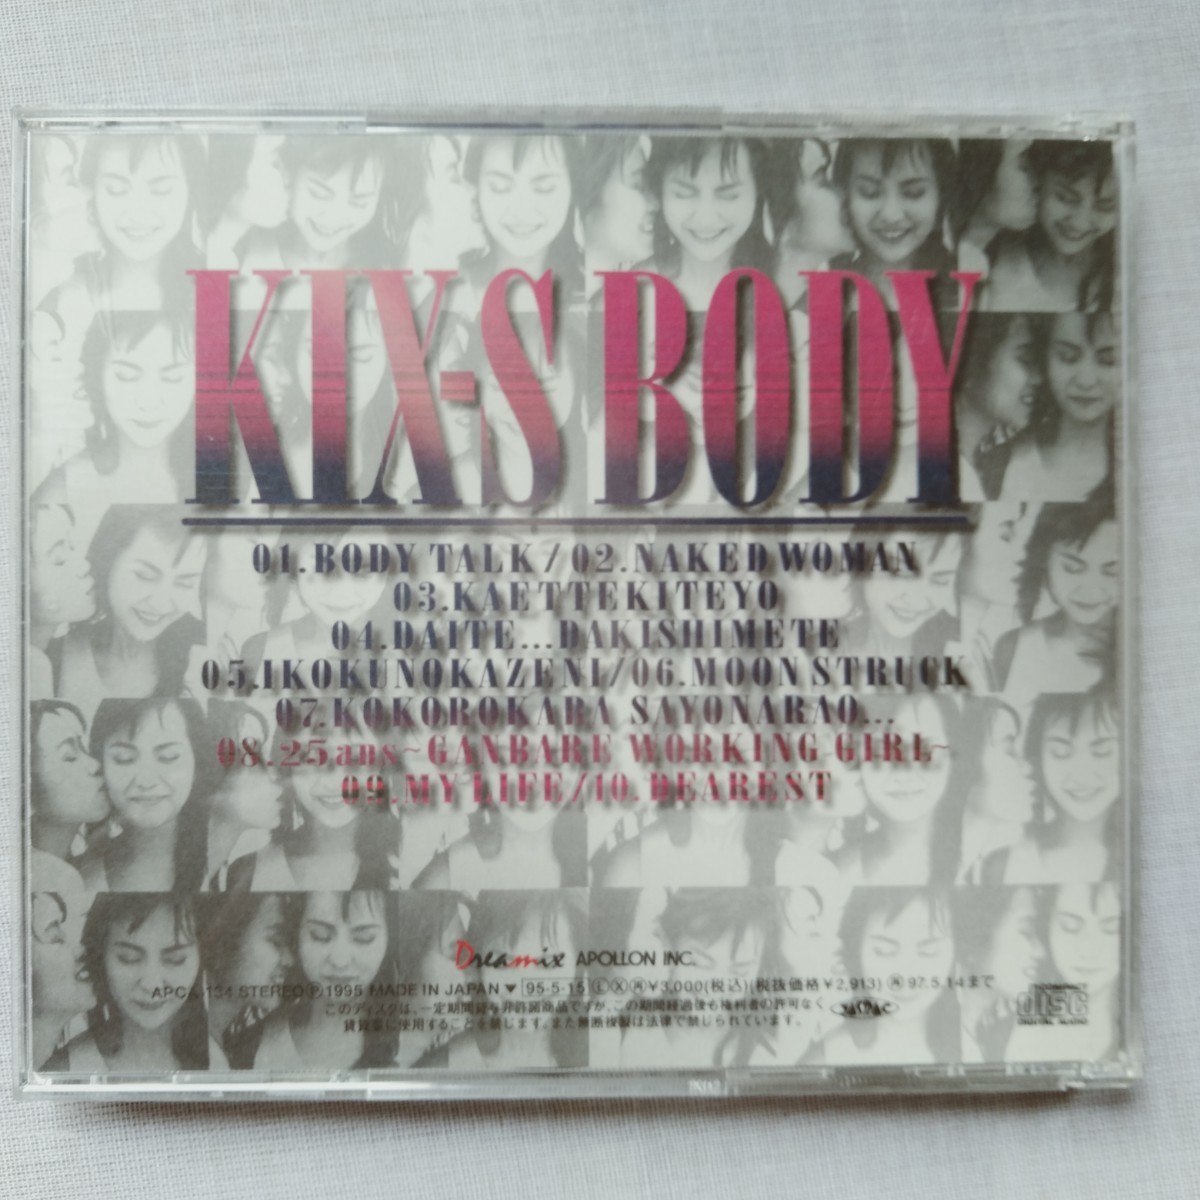 KIX-S BODY
01.BODY TALK / 02.NAKED WOMAN
03.KAETTEKITEYO
04.DAITE...DAKISHIMETE
05.IKOKUNOKAZENI/06.MOON STRUCK
07.KOKOROKARA SAYONARAO...
08.25ans~GANBARE WORKING GIRL~
09.MY LIFE/10.DEAREST
Dreamix APOLLON INC.
134 STEREO Ⓟ1995 MADE IN JAPAN ▼ 95-5-15 Ⓛ Ⓧ Ⓡ ¥3,000(税込)(税抜価格¥2,913) Ⓡ 97.5.14まで
このディスクは、一定期間貸与非許諾商品ですが、この期間経過後も権利者の許可なく
賃貸業に使用することを禁じます。また無断複製は法律で禁じられています。
COMPACT
disc
DIGITAL AUDIO